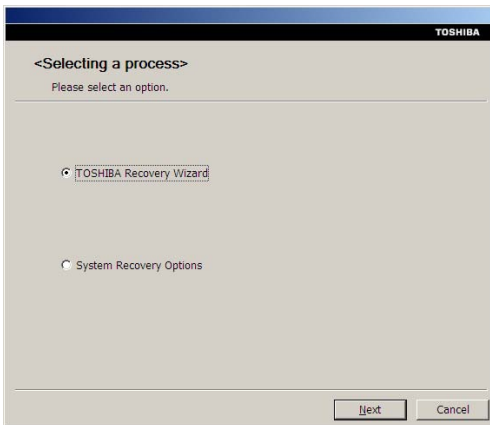 TOSHIBA
<Selecting a process>
Please select an option.
TOSHIBA Recovery Wizard
System Recovery Options
Next
Cancel